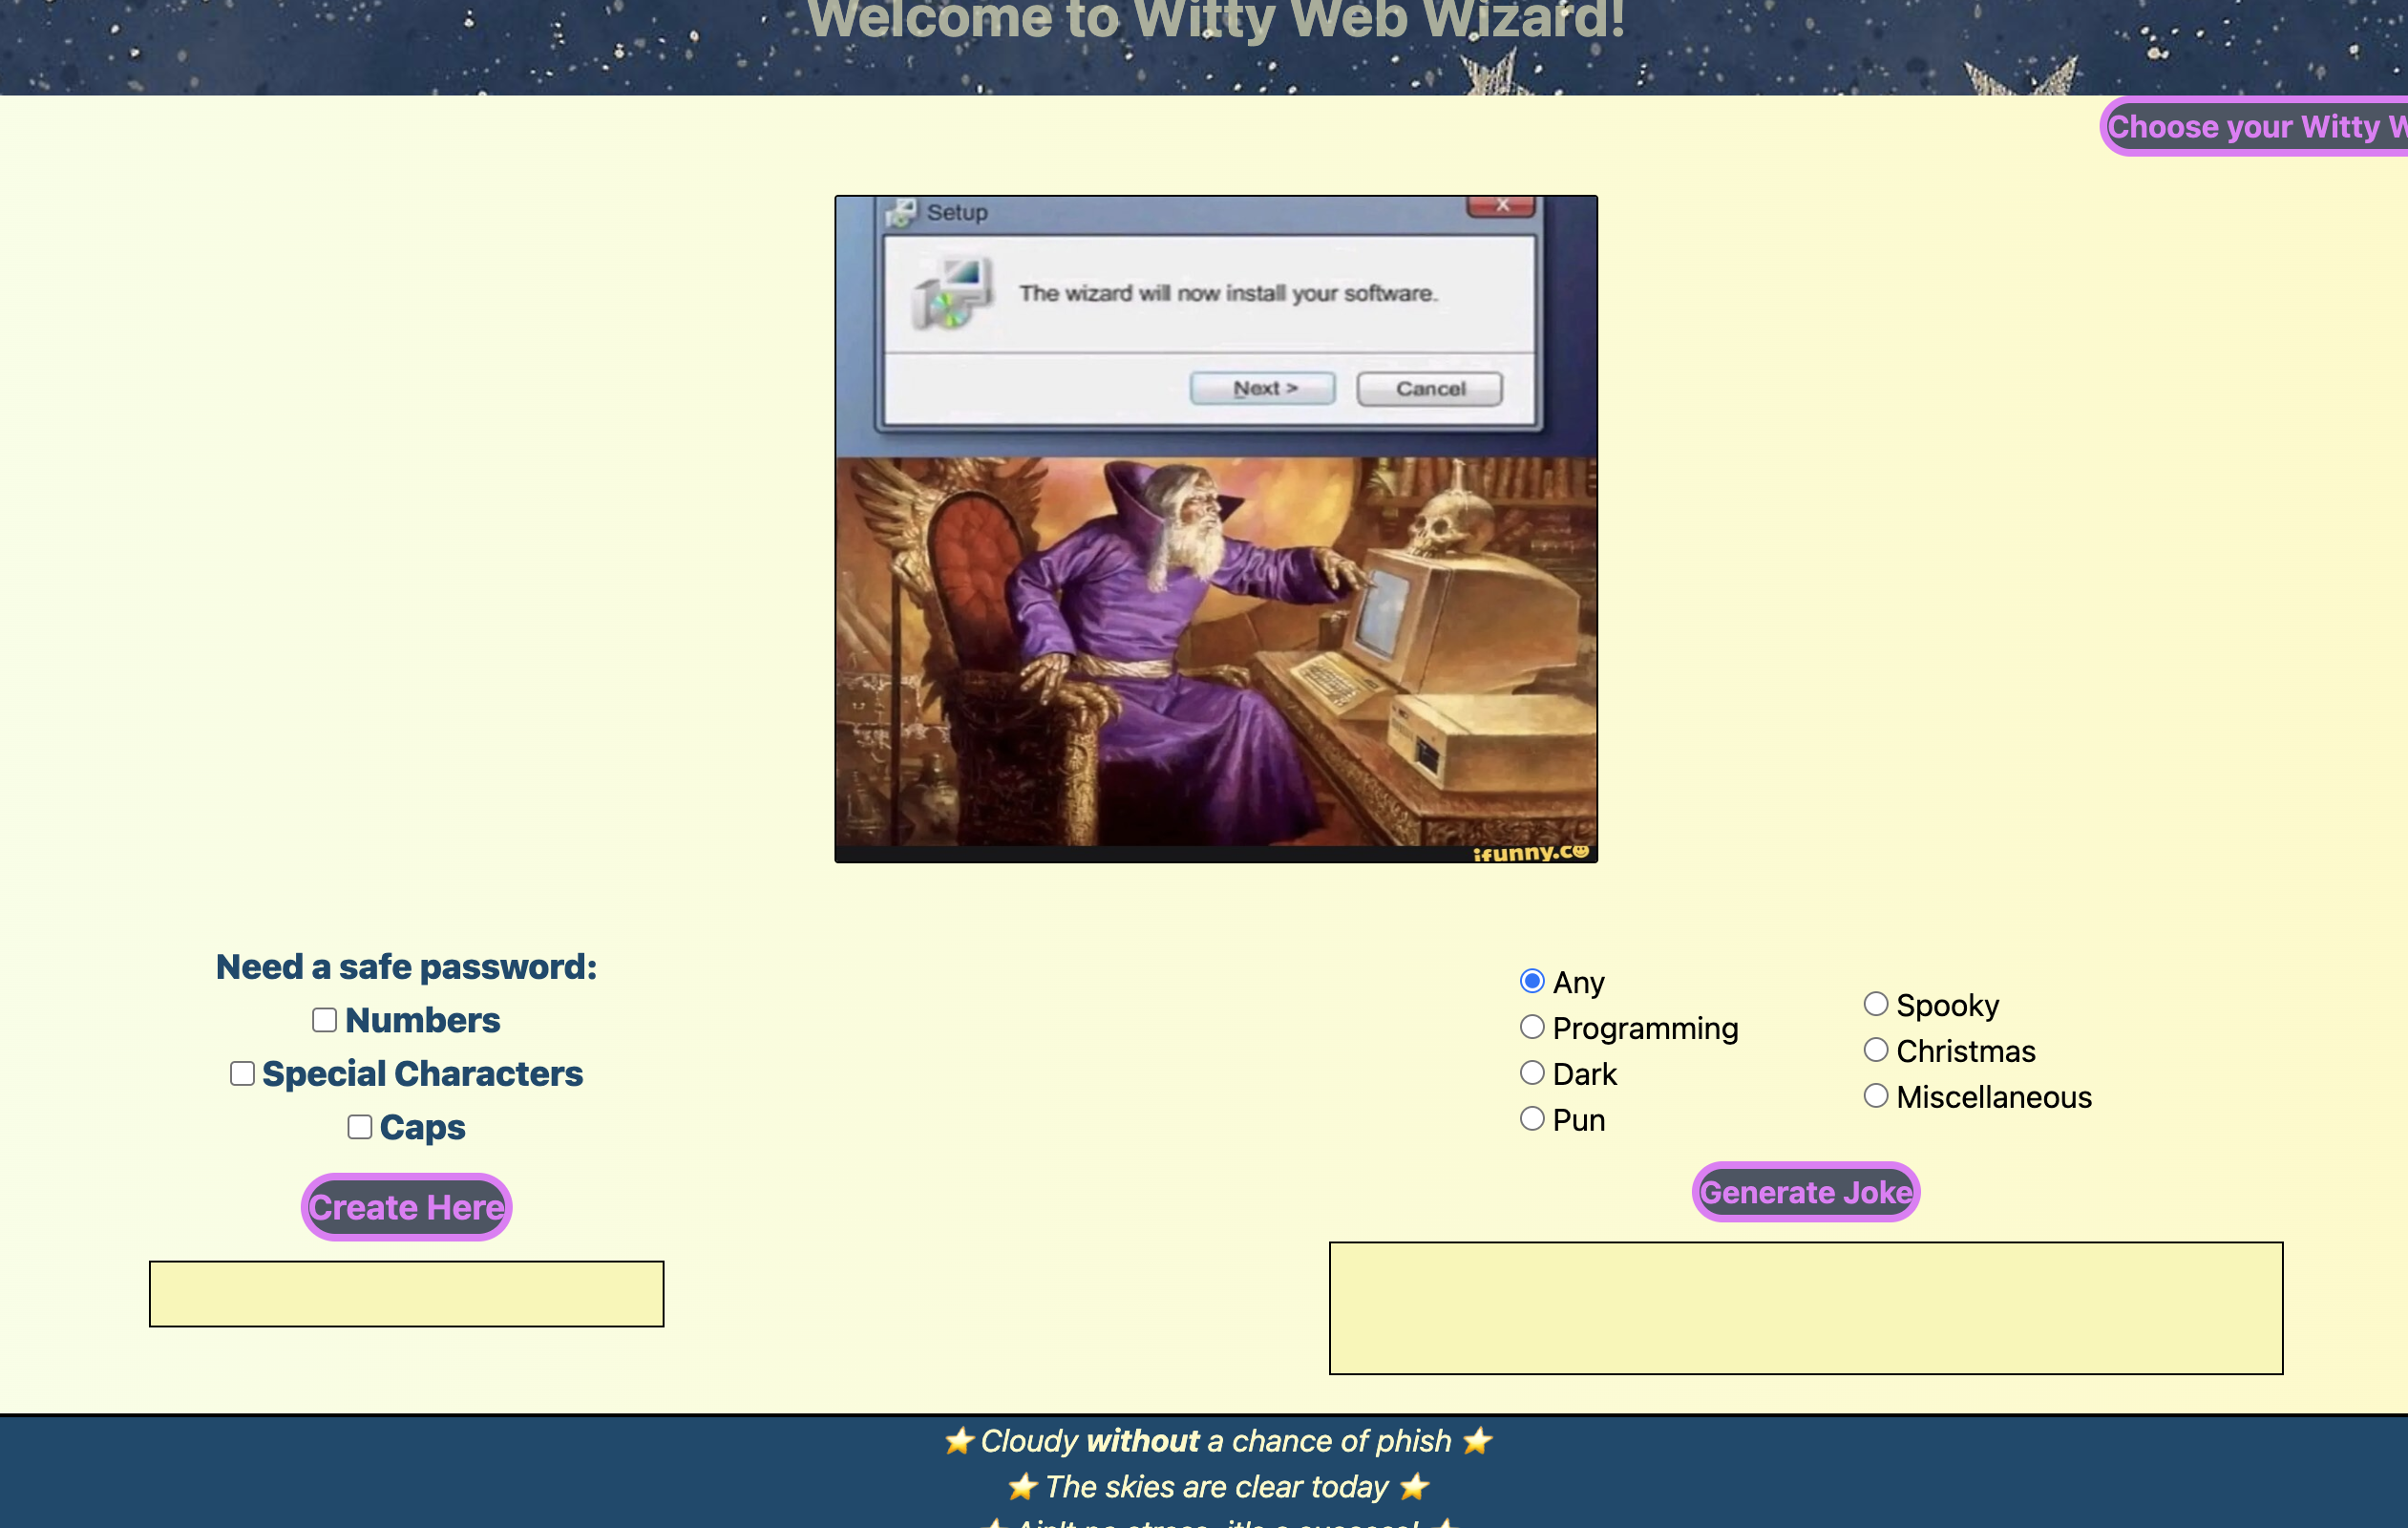 Welcome to Witty Web Wizard!
Choose your Witty
Setup
The wizard will now install your software.
Next >
Cancel
ifunny.co
Need a safe password:
Numbers
Special Characters
Caps
Create Here
Any
Programming
Dark
Pun
Spooky
Christmas
Miscellaneous
Generate Joke
⭐ Cloudy without a chance of phish ⭐
⭐ The skies are clear today ⭐